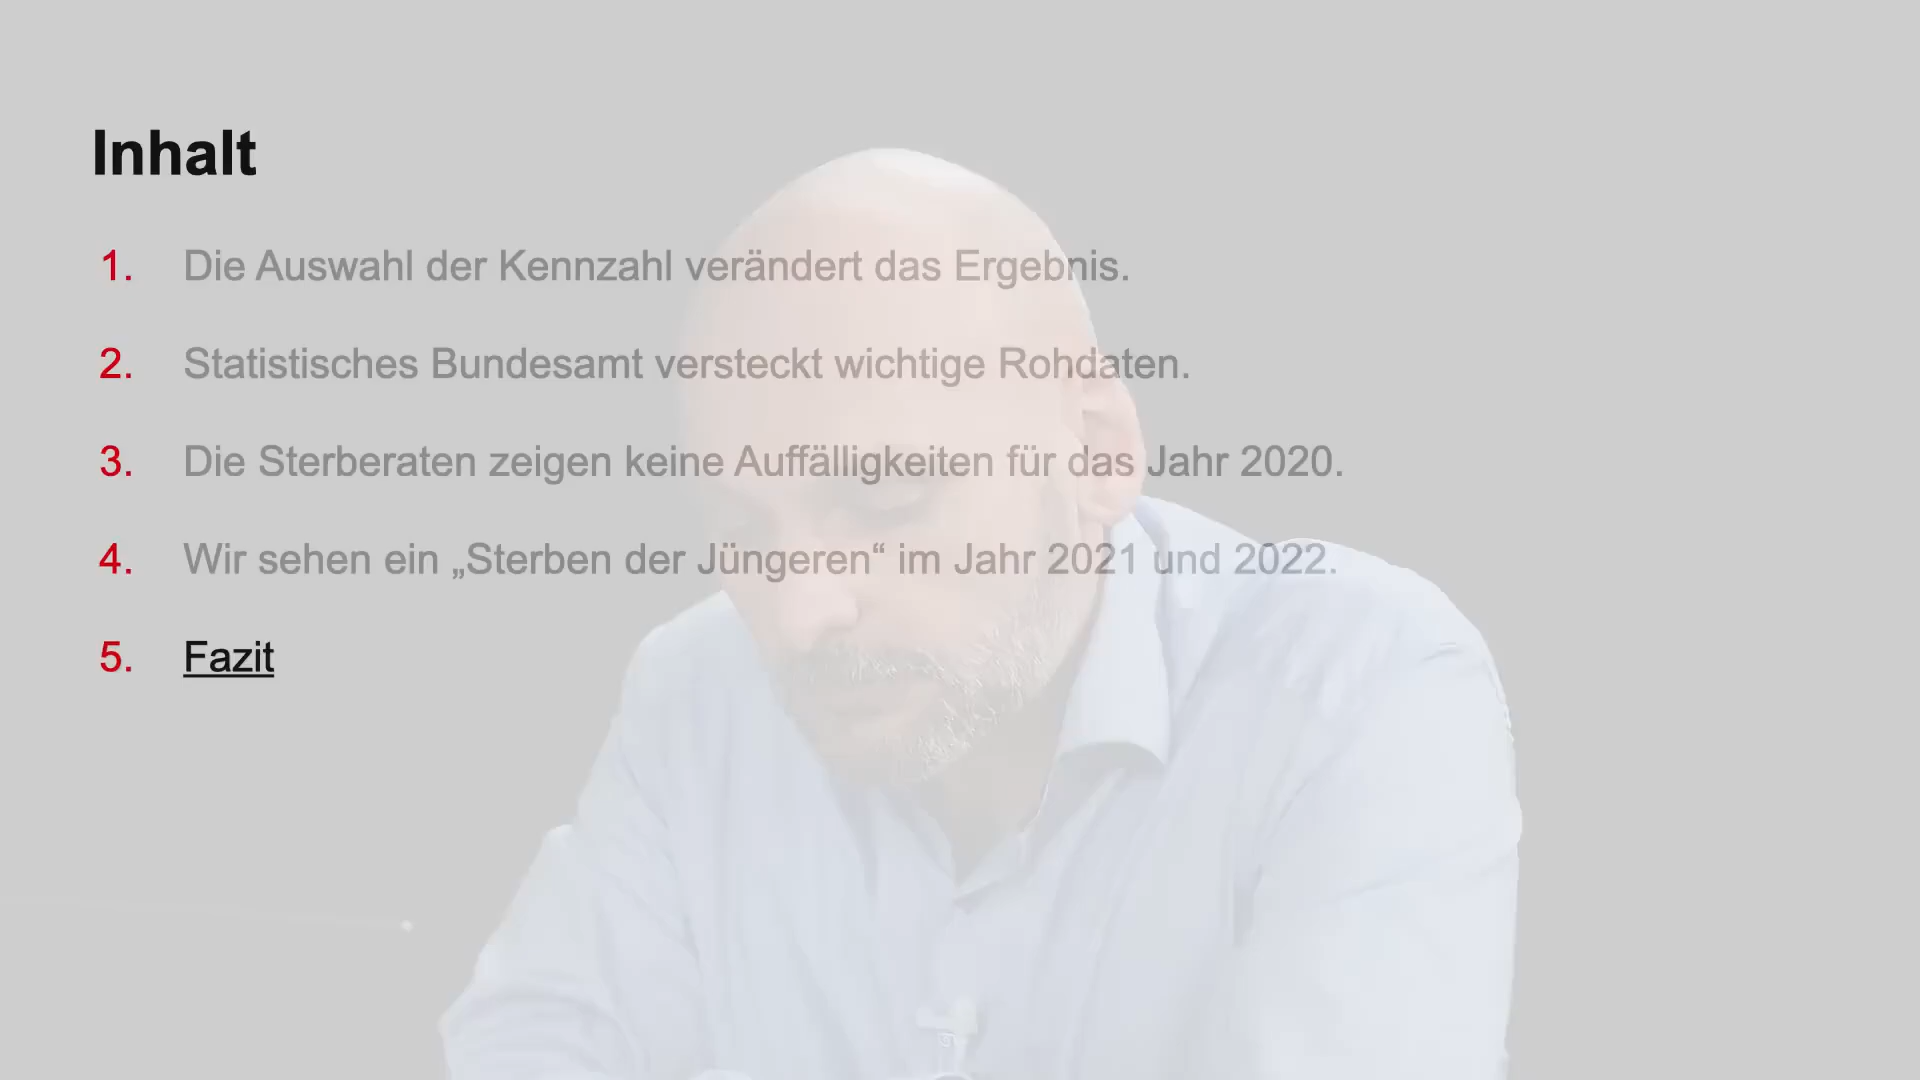 Inhalt
1. Die Auswahl der Kennzahl verändert das Ergebnis.
2. Statistisches Bundesamt versteckt wichtige Rohdaten.
3. Die Sterberaten zeigen keine Auffälligkeiten für das Jahr 2020.
4. Wir sehen ein „Sterben der Jüngeren“ im Jahr 2021 und 2022.
5. Fazit